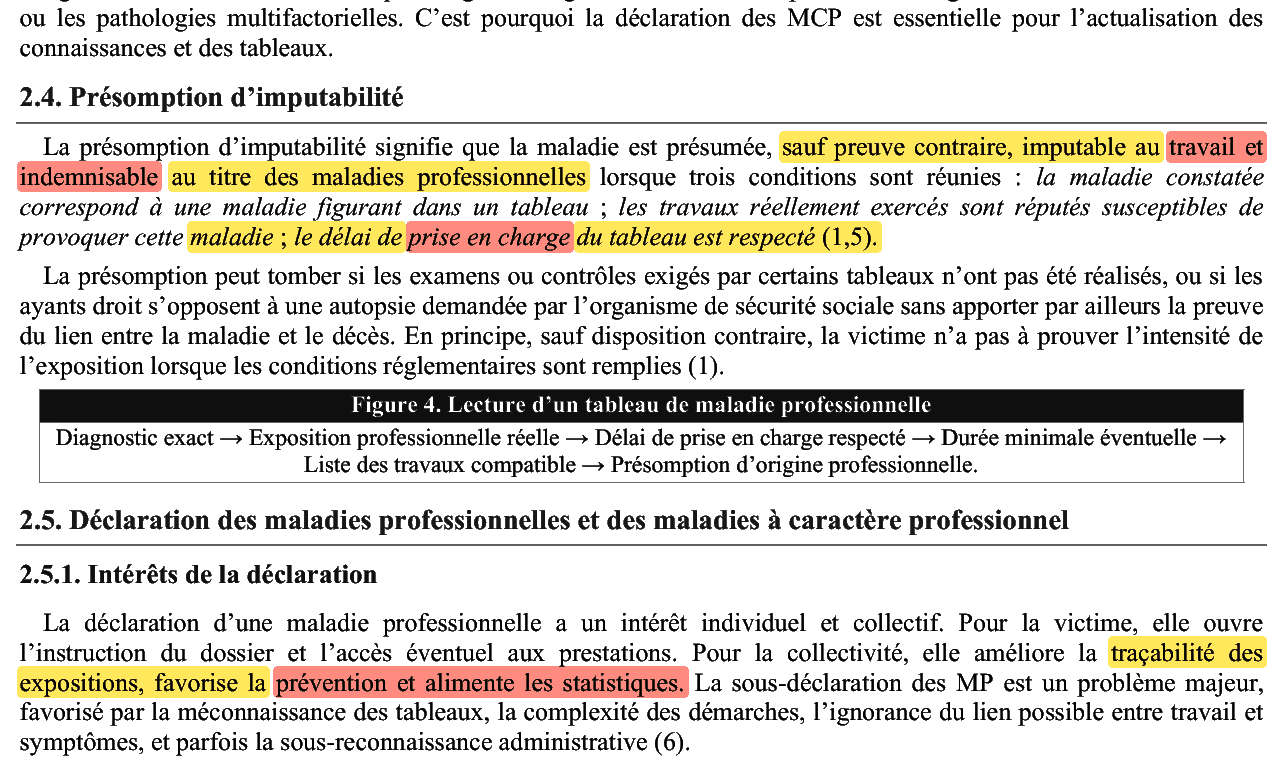 ou les pathologies multifactorielles. C’est pourquoi la déclaration des MCP est essentielle pour l’actualisation des
connaissances et des tableaux.
2.4. Présomption d’imputabilité
La présomption d’imputabilité signifie que la maladie est présumée, sauf preuve contraire, imputable au travail et
indemnisable au titre des maladies professionnelles lorsque trois conditions sont réunies : la maladie constatée
correspond à une maladie figurant dans un tableau ; les travaux réellement exercés sont réputés susceptibles de
provoquer cette maladie ; le délai de prise en charge du tableau est respecté (1,5).
La présomption peut tomber si les examens ou contrôles exigés par certains tableaux n’ont pas été réalisés, ou si les
ayants droit s’opposent à une autopsie demandée par l’organisme de sécurité sociale sans apporter par ailleurs la preuve
du lien entre la maladie et le décès. En principe, sauf disposition contraire, la victime n’a pas à prouver l’intensité de
l’exposition lorsque les conditions réglementaires sont remplies (1).
Figure 4. Lecture d’un tableau de maladie professionnelle
Diagnostic exact → Exposition professionnelle réelle → Délai de prise en charge respecté → Durée minimale éventuelle →
Liste des travaux compatible → Présomption d’origine professionnelle.
2.5. Déclaration des maladies professionnelles et des maladies à caractère professionnel
2.5.1. Intérêts de la déclaration
La déclaration d’une maladie professionnelle a un intérêt individuel et collectif. Pour la victime, elle ouvre
l’instruction du dossier et l’accès éventuel aux prestations. Pour la collectivité, elle améliore la traçabilité des
expositions, favorise la prévention et alimente les statistiques. La sous-déclaration des MP est un problème majeur,
favorisé par la méconnaissance des tableaux, la complexité des démarches, l’ignorance du lien possible entre travail et
symptômes, et parfois la sous-reconnaissance administrative (6).